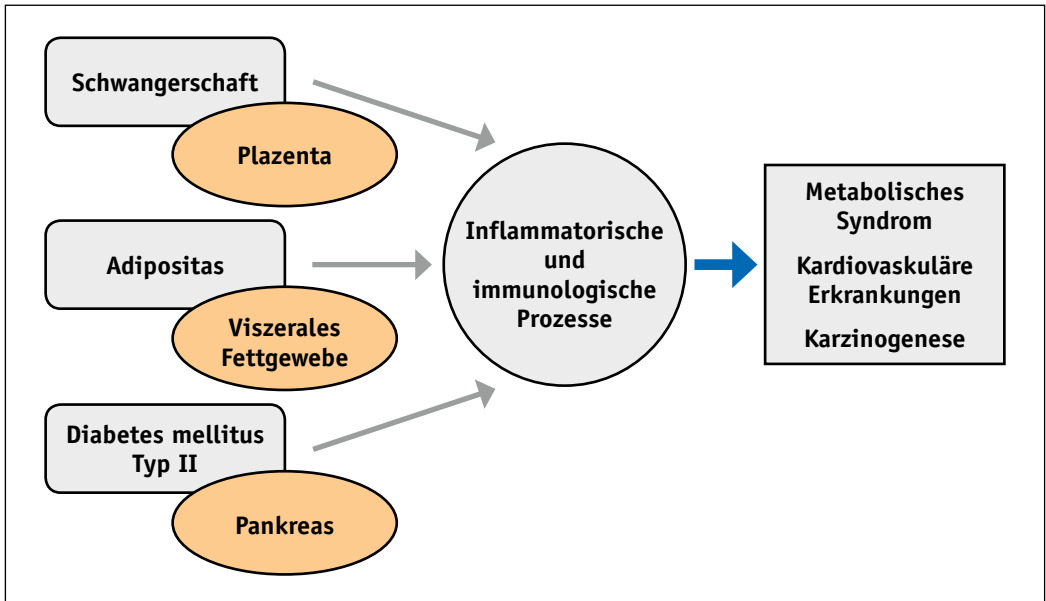 Schwangerschaft
Plazenta
Adipositas
Viszerales
Fettgewebe
Diabetes mellitus
Typ II
Pankreas
Inflammatorische
und
immunologische
Prozesse
Metabolisches
Syndrom
Kardiovaskuläre
Erkrankungen
Karzinogenese